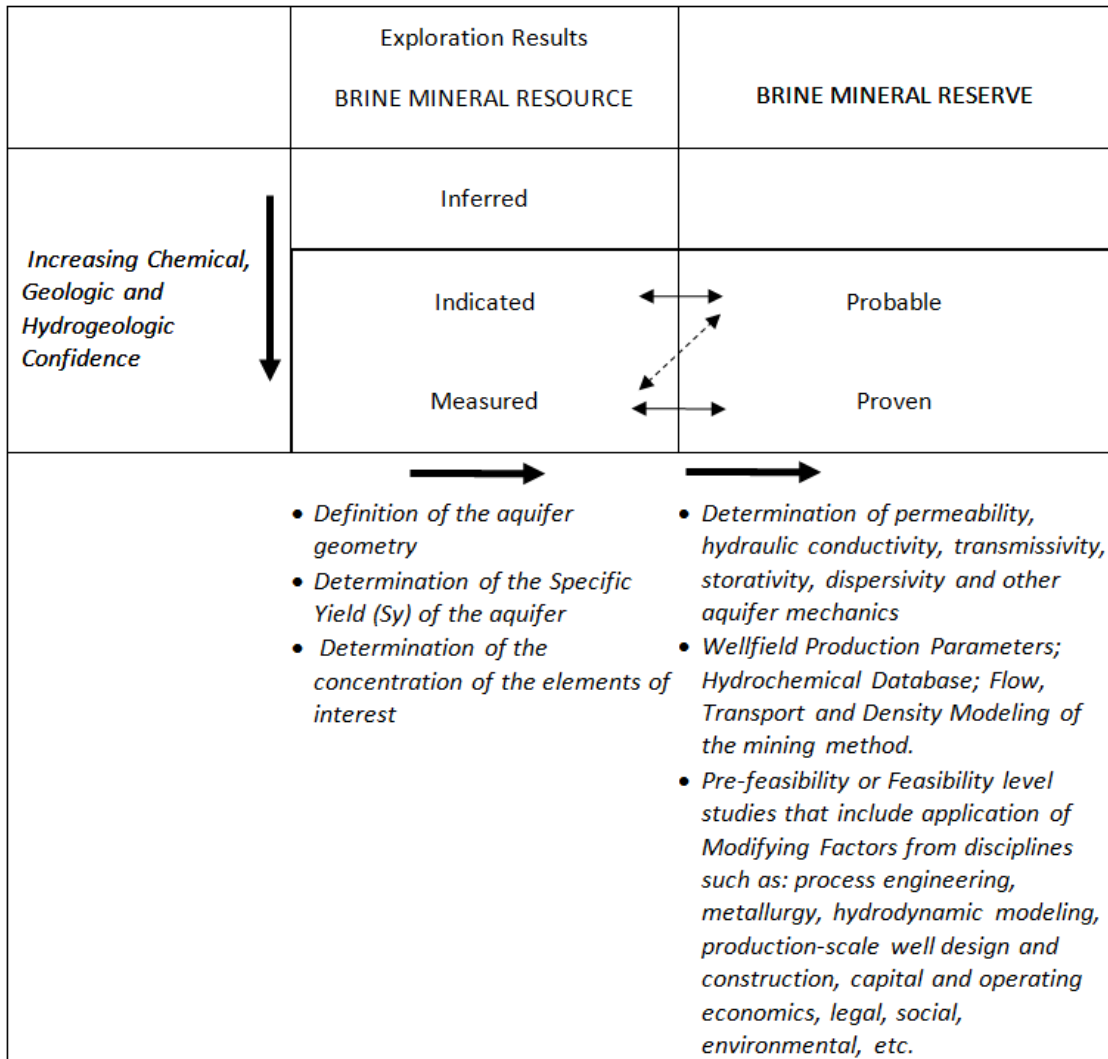 Exploration Results
BRINE MINERAL RESOURCE
BRINE MINERAL RESERVE
Inferred
Increasing Chemical,
Geologic and
Hydrogeologic
Confidence
Indicated
Probable
Measured
Proven
• Definition of the aquifer
geometry
• Determination of the Specific
Yield (Sy) of the aquifer
• Determination of the
concentration of the elements of
interest
• Determination of permeability,
hydraulic conductivity, transmissivity,
storativity, dispersivity and other
aquifer mechanics
• Wellfield Production Parameters;
Hydrochemical Database; Flow,
Transport and Density Modeling of
the mining method.
• Pre-feasibility or Feasibility level
studies that include application of
Modifying Factors from disciplines
such as: process engineering,
metallurgy, hydrodynamic modeling,
production-scale well design and
construction, capital and operating
economics, legal, social,
environmental, etc.